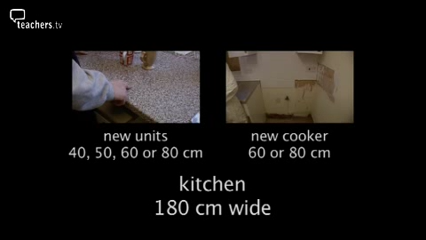 teachers.tv
new units
40, 50, 60 or 80 cm
new cooker
60 or 80 cm
kitchen
180 cm wide